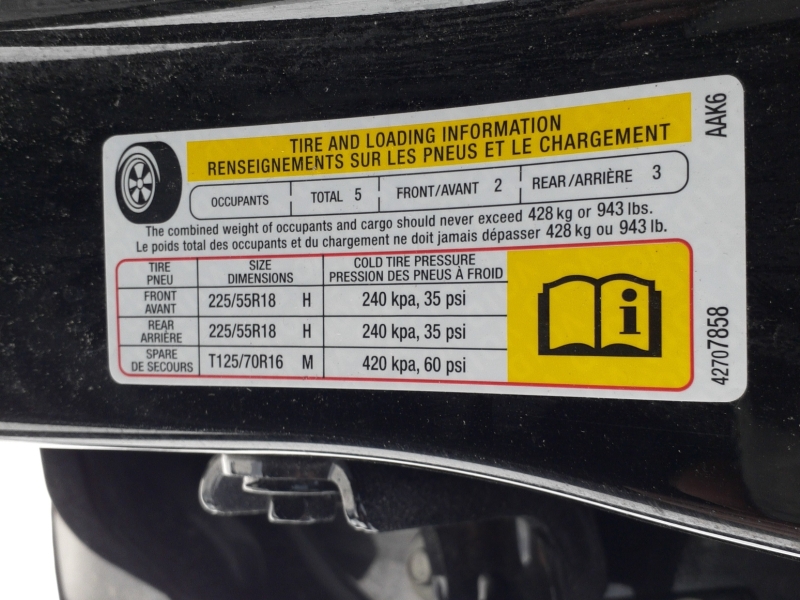 TIRE AND LOADING INFORMATION
RENSEIGNEMENTS SUR LES PNEUS ET LE CHARGEMENT
OCCUPANTS TOTAL 5 FRONT/AVANT 2 REAR/ARRIÈRE 3
The combined weight of occupants and cargo should never exceed 428 kg or 943 lbs.
Le poids total des occupants et du chargement ne doit jamais dépasser 428 kg ou 943 lb.
TIRE SIZE COLD TIRE PRESSURE
PNEU DIMENSIONS PRESSION DES PNEUS À FROID
FRONT
AVANT 225/55R18 H 240 kpa, 35 psi
REAR
ARRIÈRE 225/55R18 H 240 kpa, 35 psi
SPARE
DE SECOURS T125/70R16 M 420 kpa, 60 psi
i
AAK6
42707858